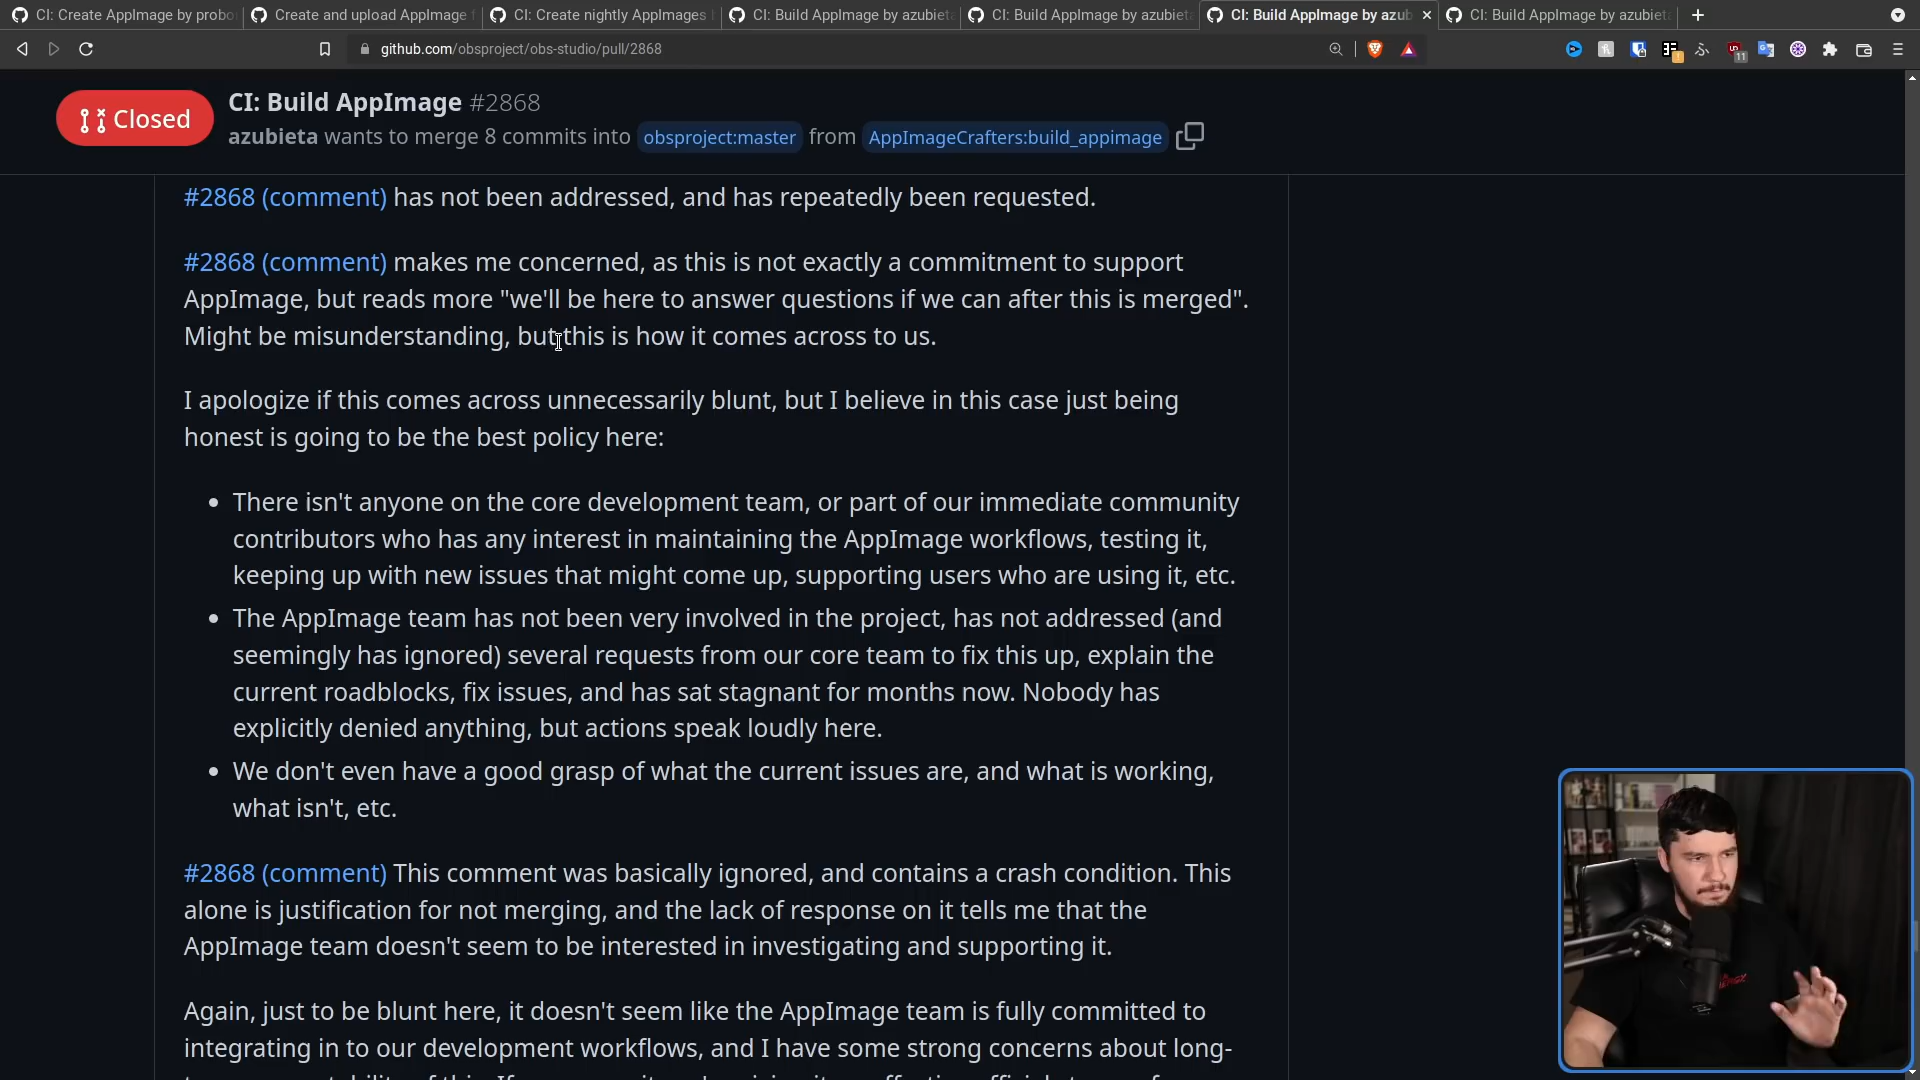 CI: Create AppImage by probo
Create and upload AppImage f
CI: Create nightly AppImages
CI: Build AppImage by azubiet
CI: Build AppImage by azubiet
CI: Build AppImage by azub
CI: Build AppImage by azubiet
github.com/obsproject/obs-studio/pull/2868
11
Closed
CI: Build AppImage #2868
azubieta wants to merge 8 commits into obsproject:master from AppImageCrafters:build_appimage
#2868 (comment) has not been addressed, and has repeatedly been requested.
#2868 (comment) makes me concerned, as this is not exactly a commitment to support
AppImage, but reads more "we'll be here to answer questions if we can after this is merged".
Might be misunderstanding, but this is how it comes across to us.
I apologize if this comes across unnecessarily blunt, but I believe in this case just being
honest is going to be the best policy here:
• There isn't anyone on the core development team, or part of our immediate community
contributors who has any interest in maintaining the AppImage workflows, testing it,
keeping up with new issues that might come up, supporting users who are using it, etc.
• The AppImage team has not been very involved in the project, has not addressed (and
seemingly has ignored) several requests from our core team to fix this up, explain the
current roadblocks, fix issues, and has sat stagnant for months now. Nobody has
explicitly denied anything, but actions speak loudly here.
• We don't even have a good grasp of what the current issues are, and what is working,
what isn't, etc.
#2868 (comment) This comment was basically ignored, and contains a crash condition. This
alone is justification for not merging, and the lack of response on it tells me that the
AppImage team doesn't seem to be interested in investigating and supporting it.
Again, just to be blunt here, it doesn't seem like the AppImage team is fully committed to
integrating in to our development workflows, and I have some strong concerns about long-